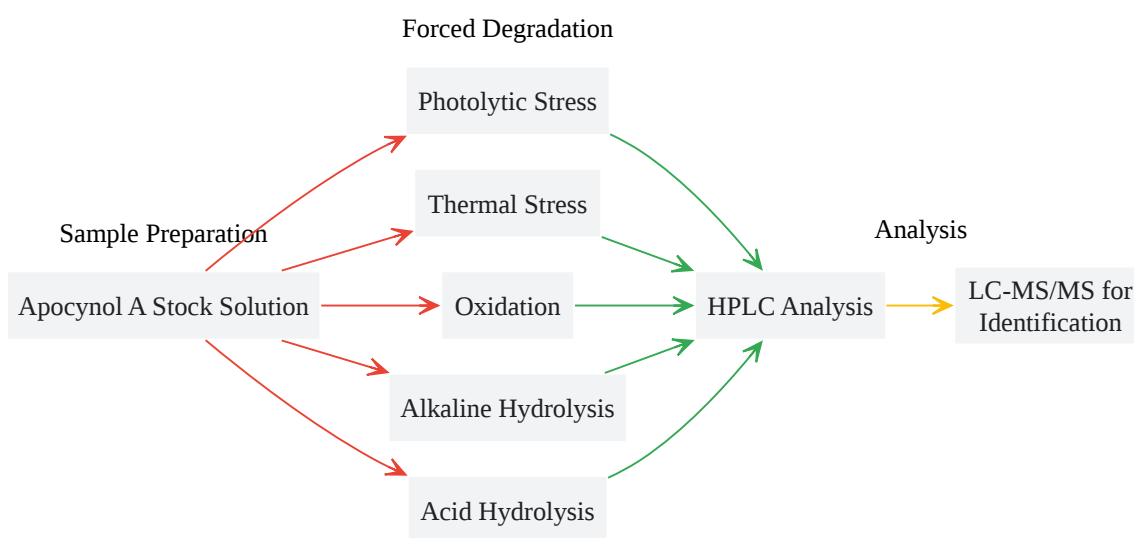 Forced Degradation
Photolytic Stress
Thermal Stress
Sample Preparation
Analysis
Apocynol A Stock Solution
Oxidation
HPLC Analysis
LC-MS/MS for
Identification
Alkaline Hydrolysis
Acid Hydrolysis